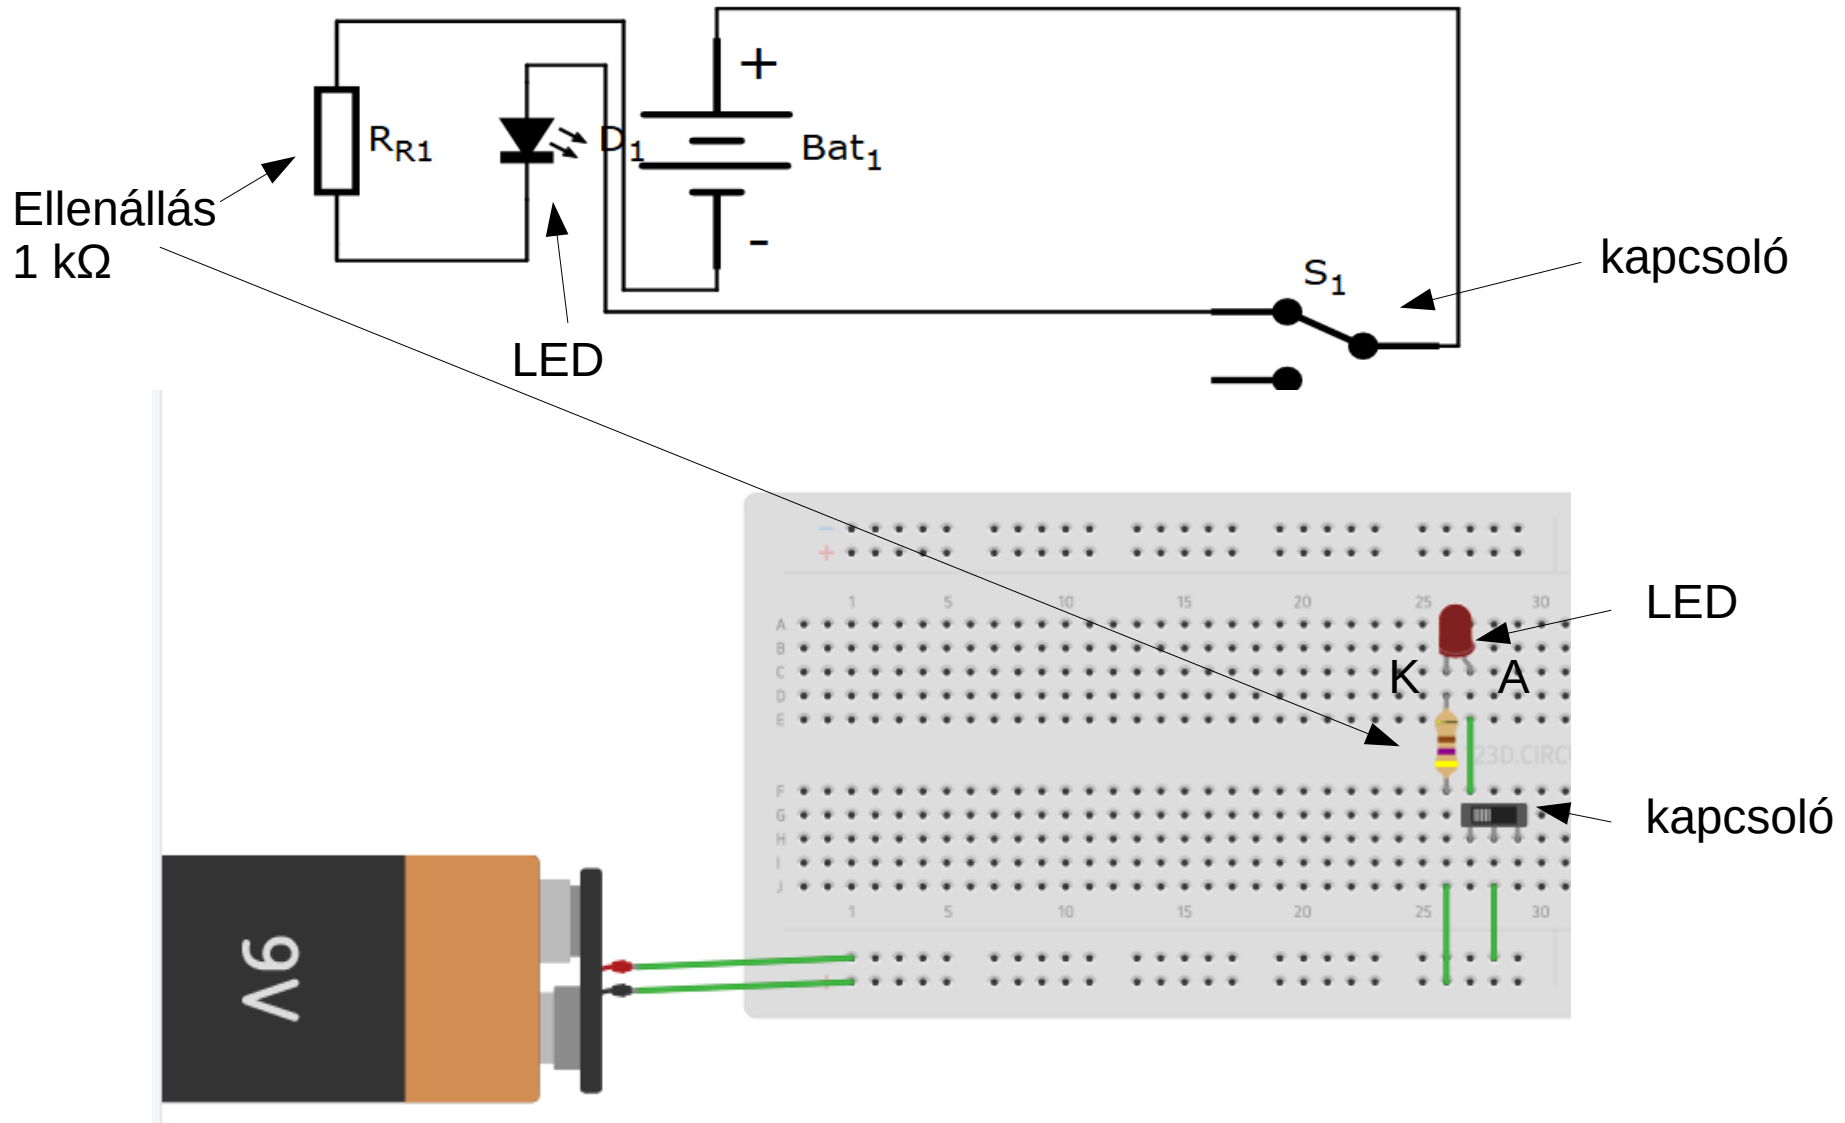 +
R_R1
D_1
Bat_1
Ellenállás
1 kΩ
-
S_1
kapcsoló
LED
−
+
1 5 10 15 20 25 30
A
B
C
D
E
LED
K A
123D.CIRC
F
G
H
I
J
kapcsoló
1 5 10 15 20 25 30
+
9V